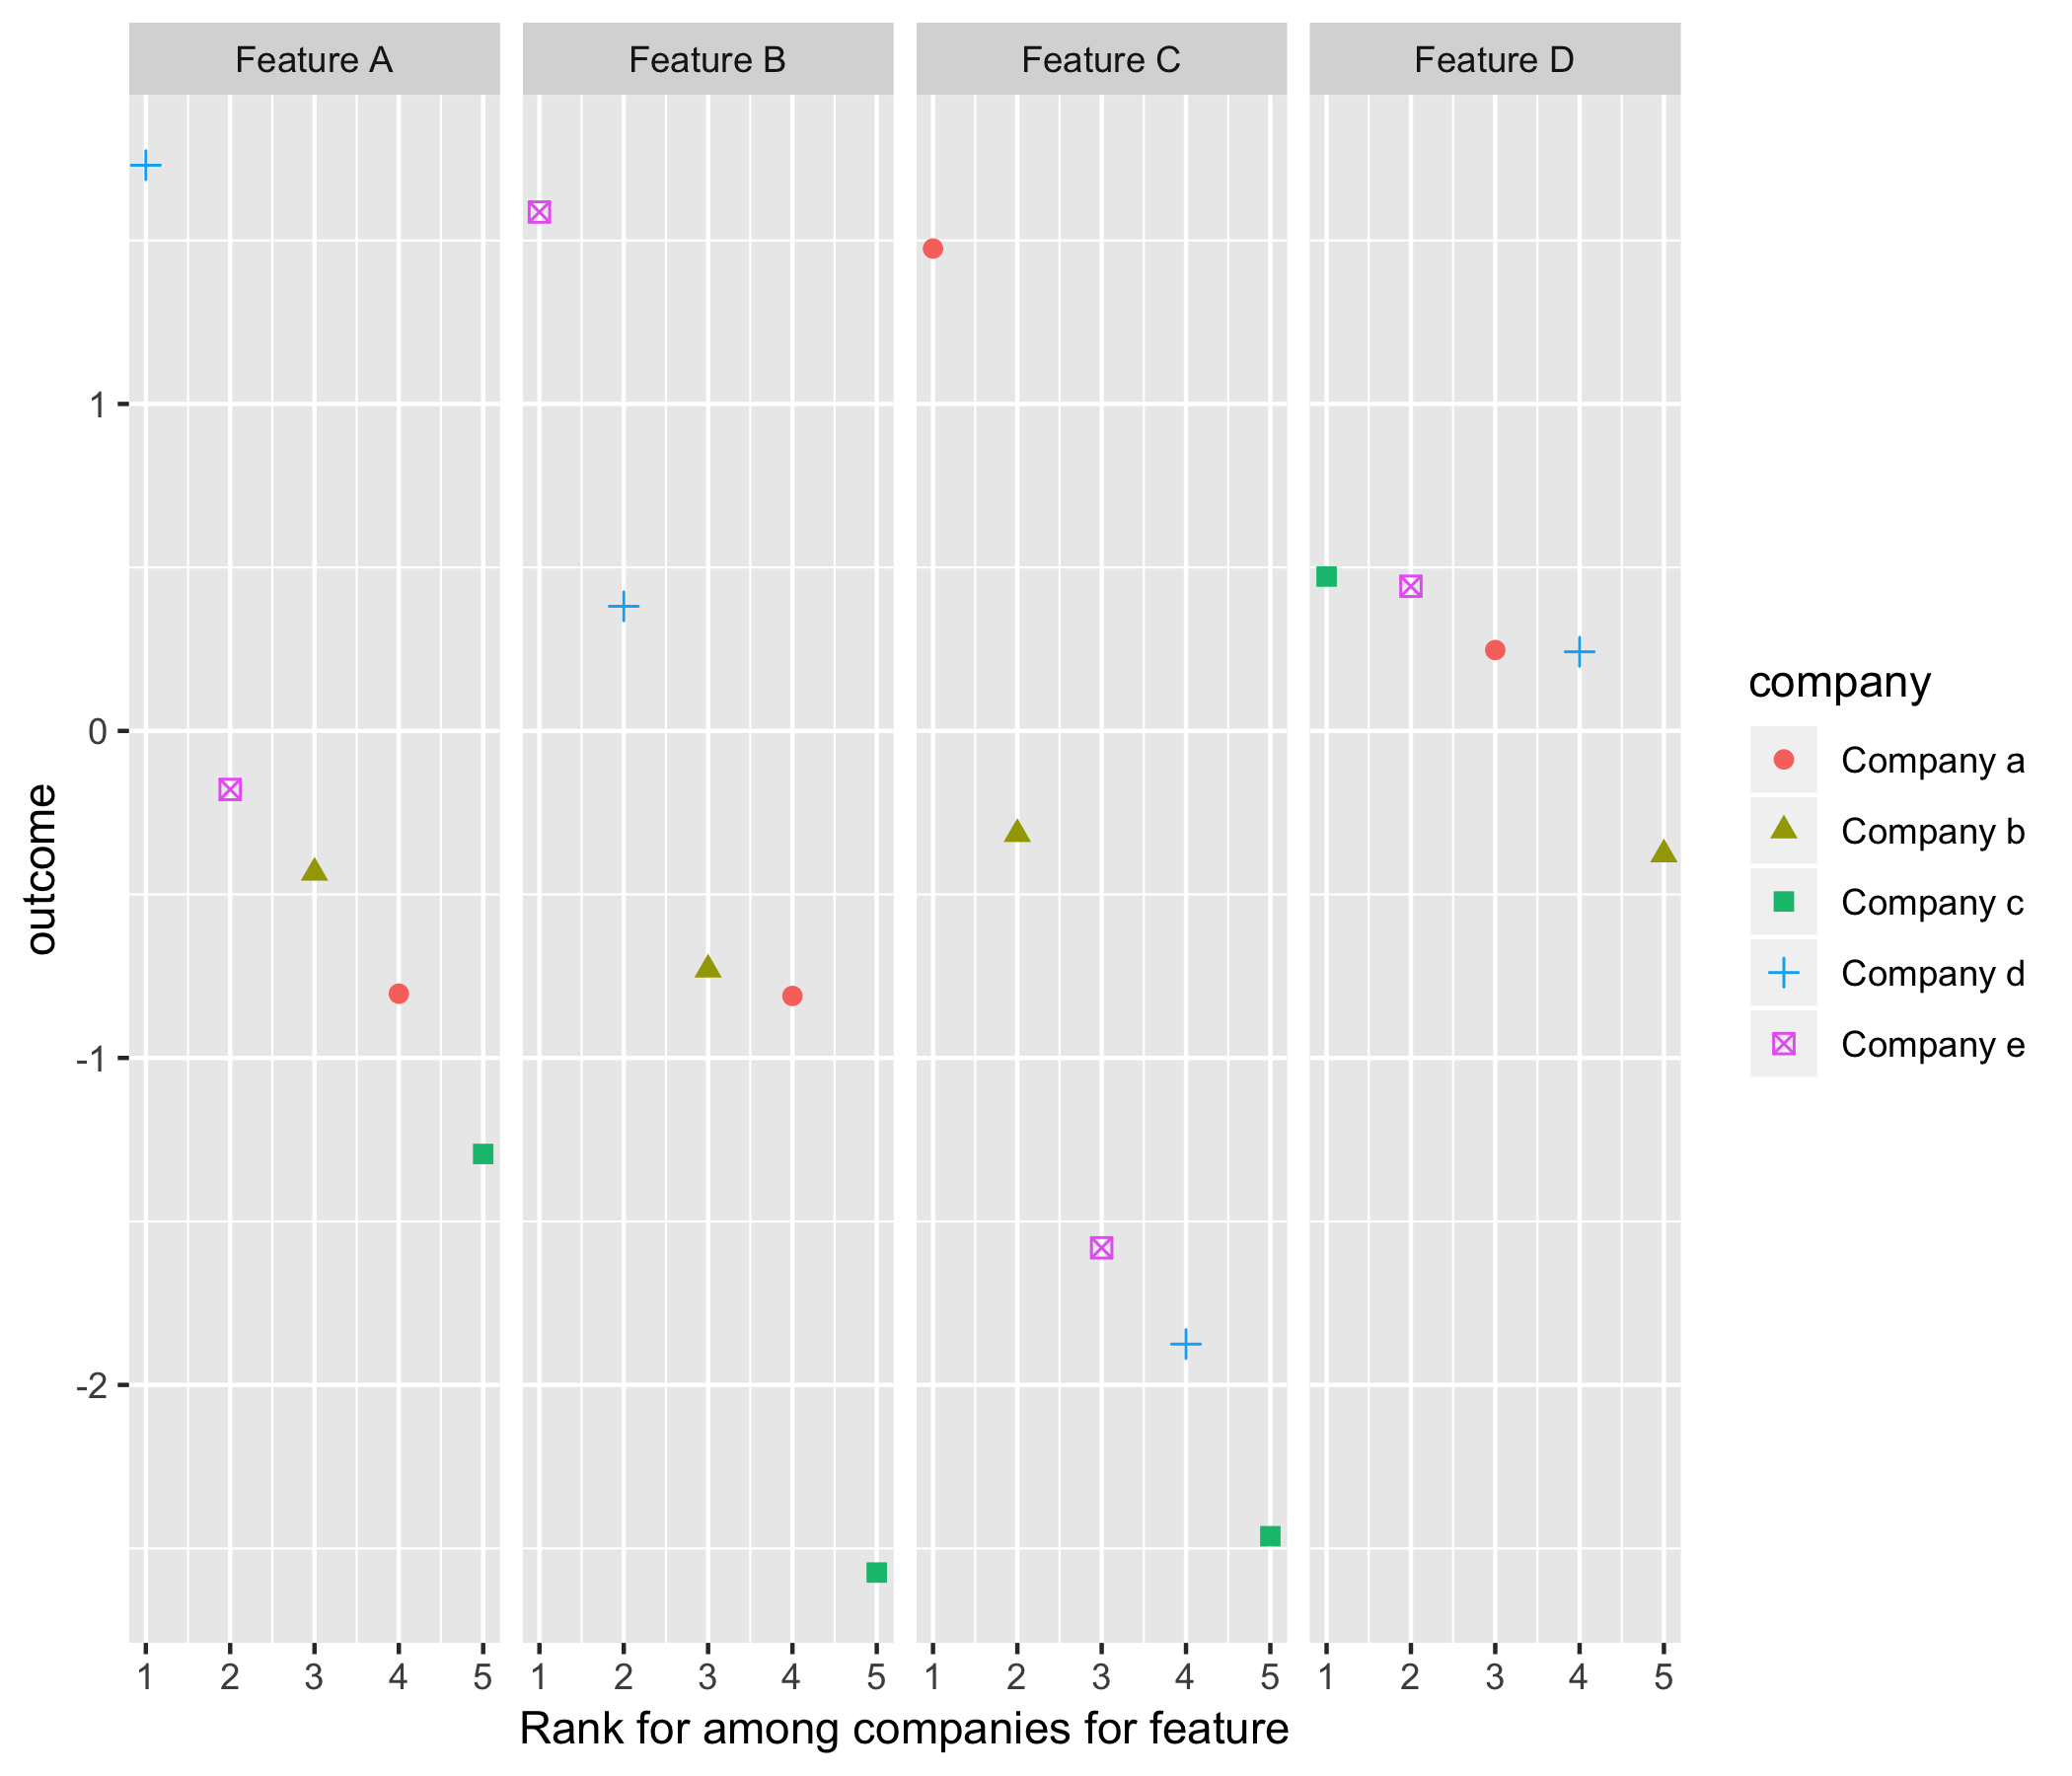 Feature A Feature B Feature C Feature D
1
0
-1
-2
outcome
1 2 3 4 5 1 2 3 4 5 1 2 3 4 5 1 2 3 4 5
Rank for among companies for feature
company
Company a
Company b
Company c
Company d
Company e